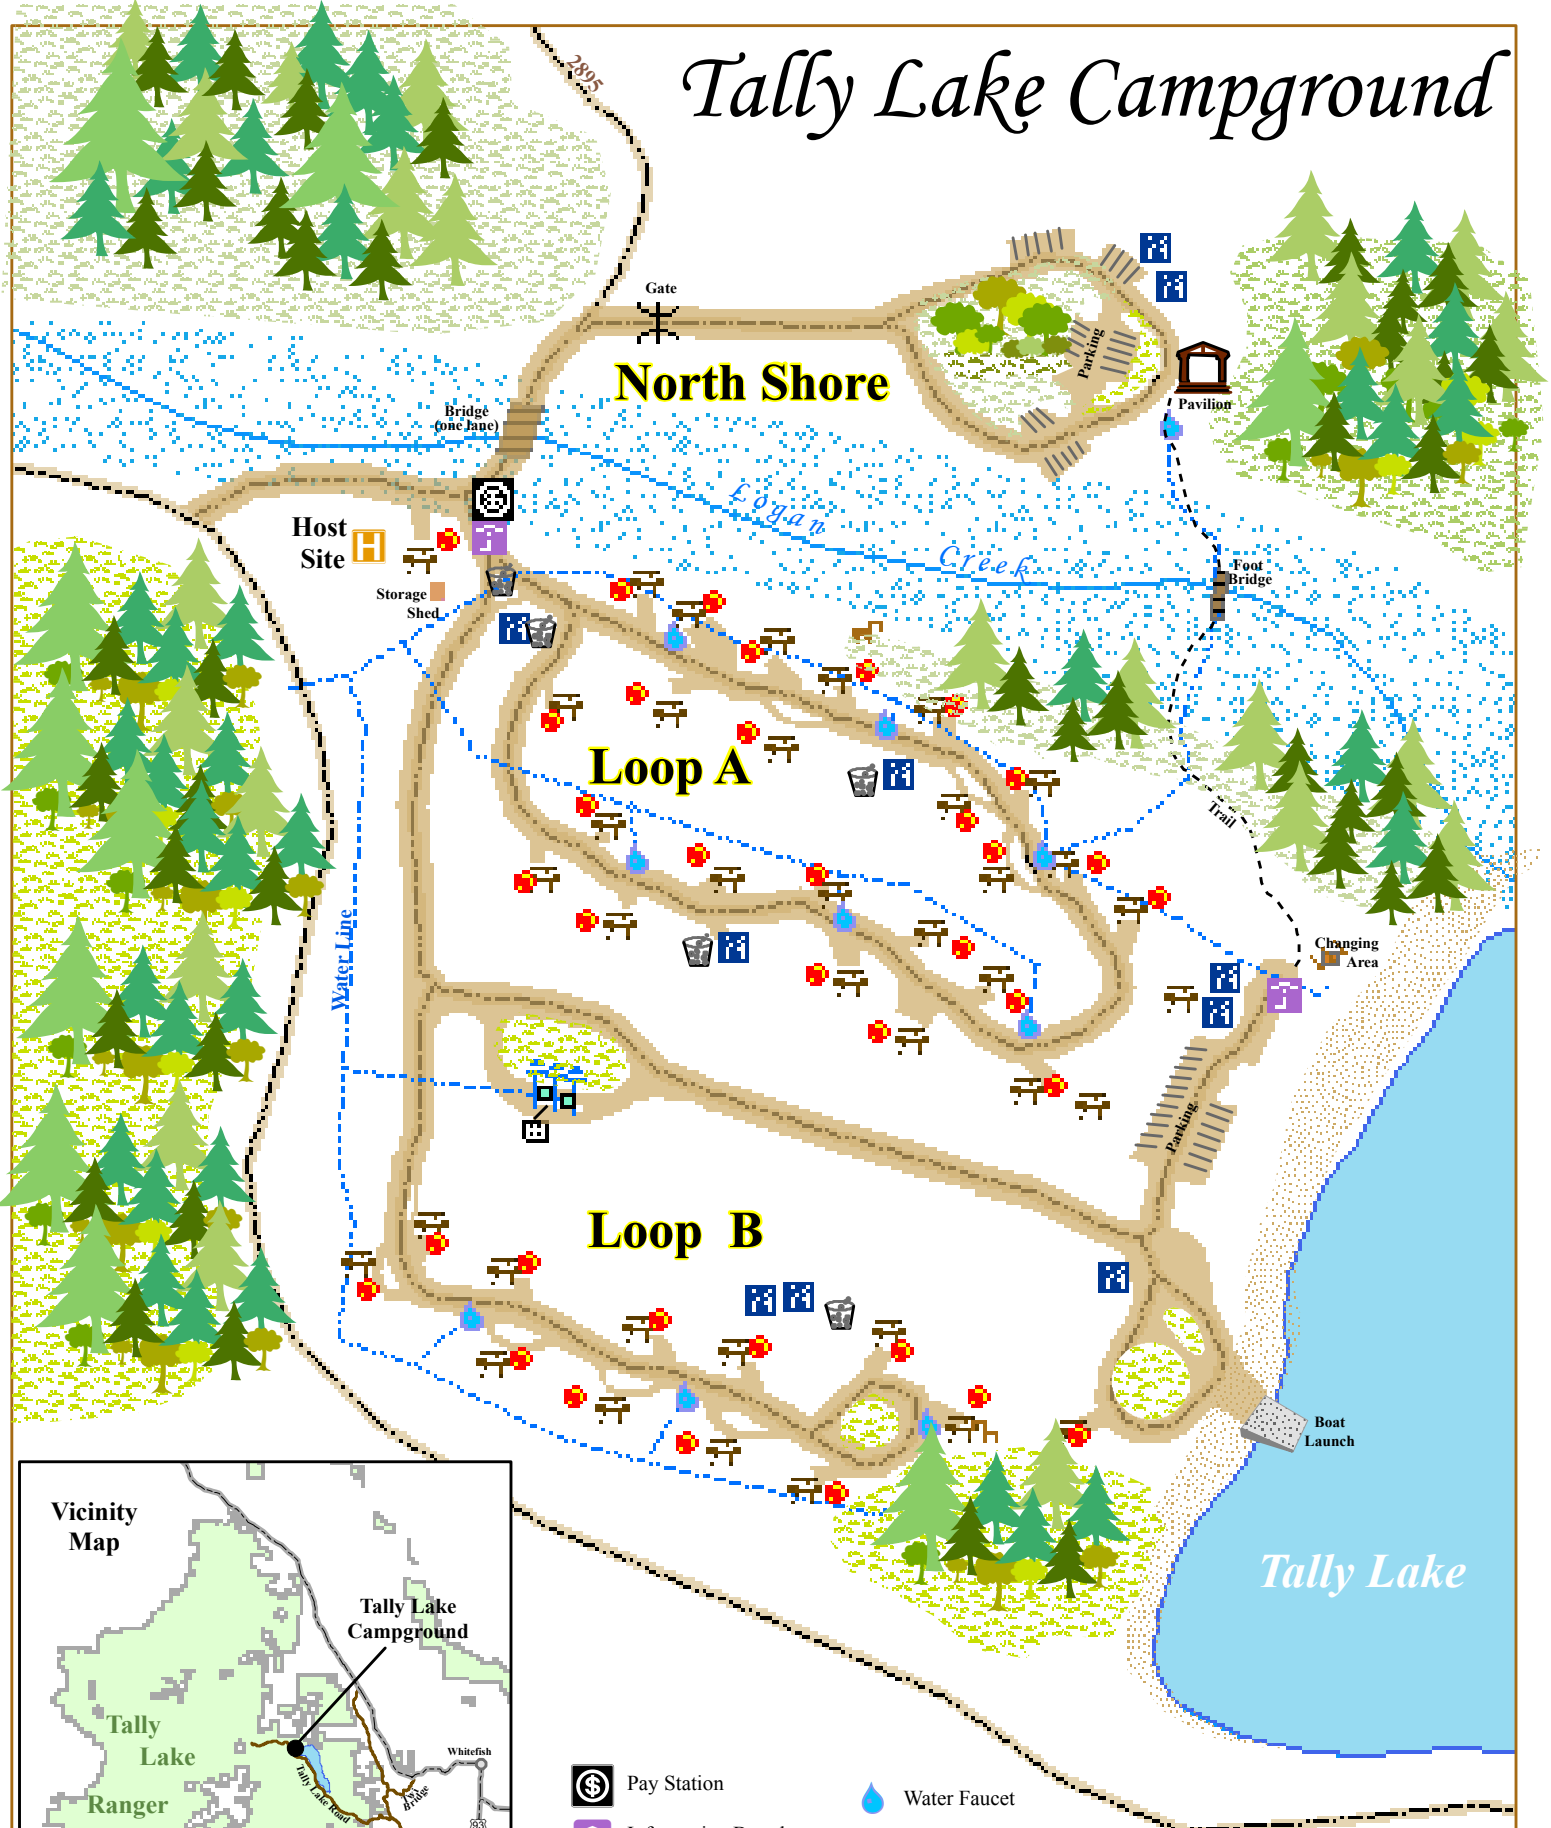 Tally Lake Campground
2895
Gate
North Shore
Parking
Pavilion
Bridge
(one lane)
Logan
Creek
Foot
Bridge
Host
Site
H
Storage
Shed
Loop A
Trail
Changing
Area
Water Line
Parking
Loop B
Boat
Launch
Tally Lake
Vicinity
Map
Tally Lake
Campground
Tally
Lake
Ranger
Whitefish
Tally Lake Road
Bridge
93
$ Pay Station
Water Faucet